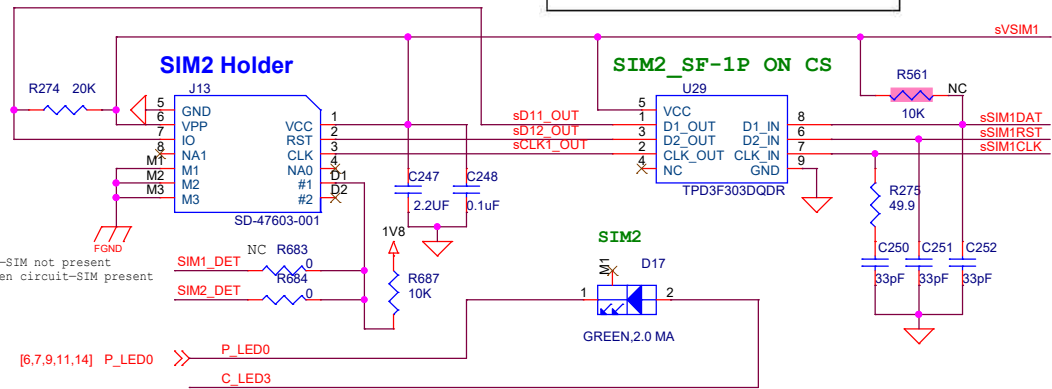 sVSIM1
SIM2 Holder
SIM2_SF-1P ON CS
R274 20K
J13
U29
R561
NC
10K
5 GND
6 VPP
7 IO
8 NA1
M1 M1
M2 M2
M3 M3
VCC 1
RST 2
CLK 3
NA0 4
#1 D1
#2 D2
SD-47603-001
sD11_OUT
sD12_OUT
sCLK1_OUT
5 VCC
1 D1_OUT
3 D2_OUT
2 CLK_OUT
4 NC
D1_IN 8
D2_IN 6
CLK_IN 7
GND 9
TPD3F303DQDR
sSIM1DAT
sSIM1RST
sSIM1CLK
C247
2.2UF
C248
0.1uF
R275
49.9
C250
33pF
C251
33pF
C252
33pF
FGND
-SIM not present
en circuit-SIM present
1V8
SIM1_DET
NC R683
0
SIM2_DET
R684
0
R687
10K
SIM2
M1
D17
1
2
GREEN,2.0 MA
[6,7,9,11,14] P_LED0
P_LED0
C_LED3